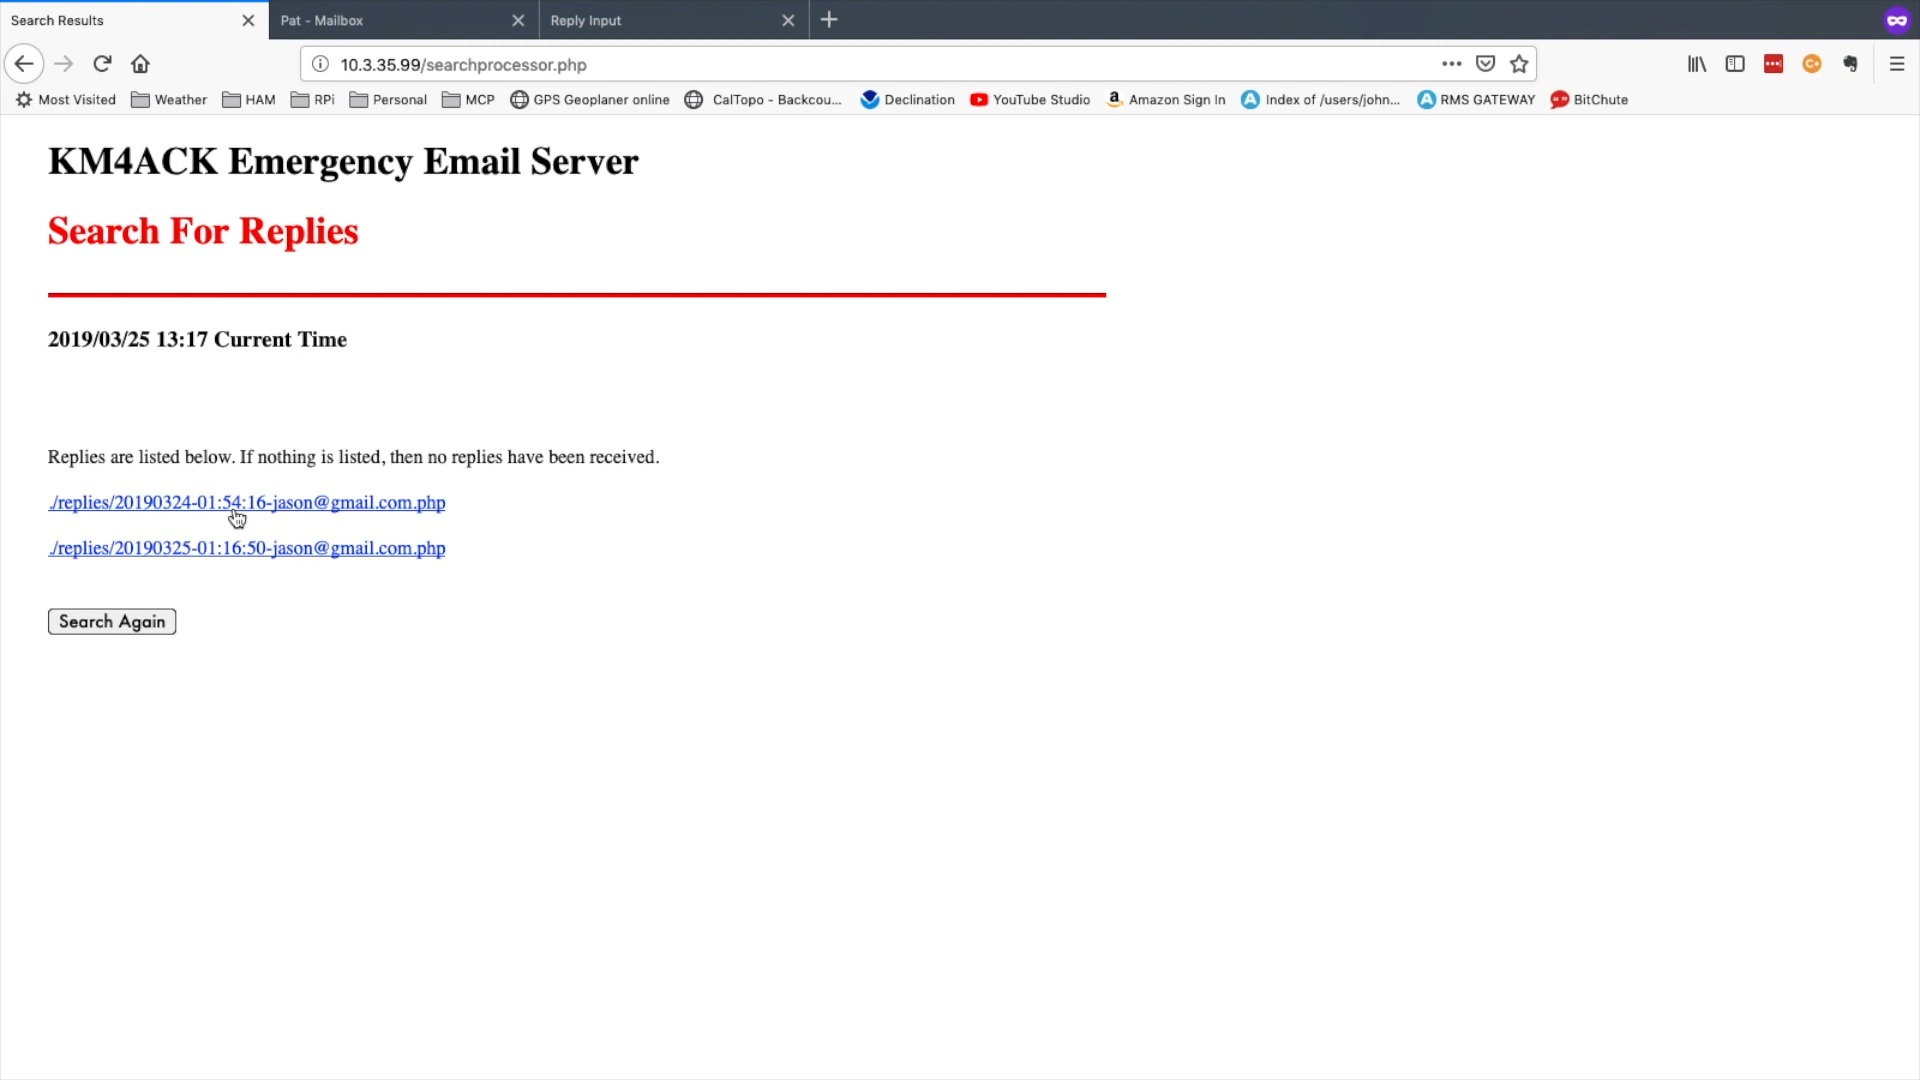 Search Results
Pat - Mailbox
Reply Input
10.3.35.99/searchprocessor.php
Most Visited
Weather
HAM
RPi
Personal
MCP
GPS Geoplaner online
CalTopo - Backcou...
Declination
YouTube Studio
Amazon Sign In
Index of /users/john...
RMS GATEWAY
BitChute
KM4ACK Emergency Email Server
Search For Replies
2019/03/25 13:17 Current Time
Replies are listed below. If nothing is listed, then no replies have been received.
./replies/20190324-01:54:16-jason@gmail.com.php
./replies/20190325-01:16:50-jason@gmail.com.php
Search Again